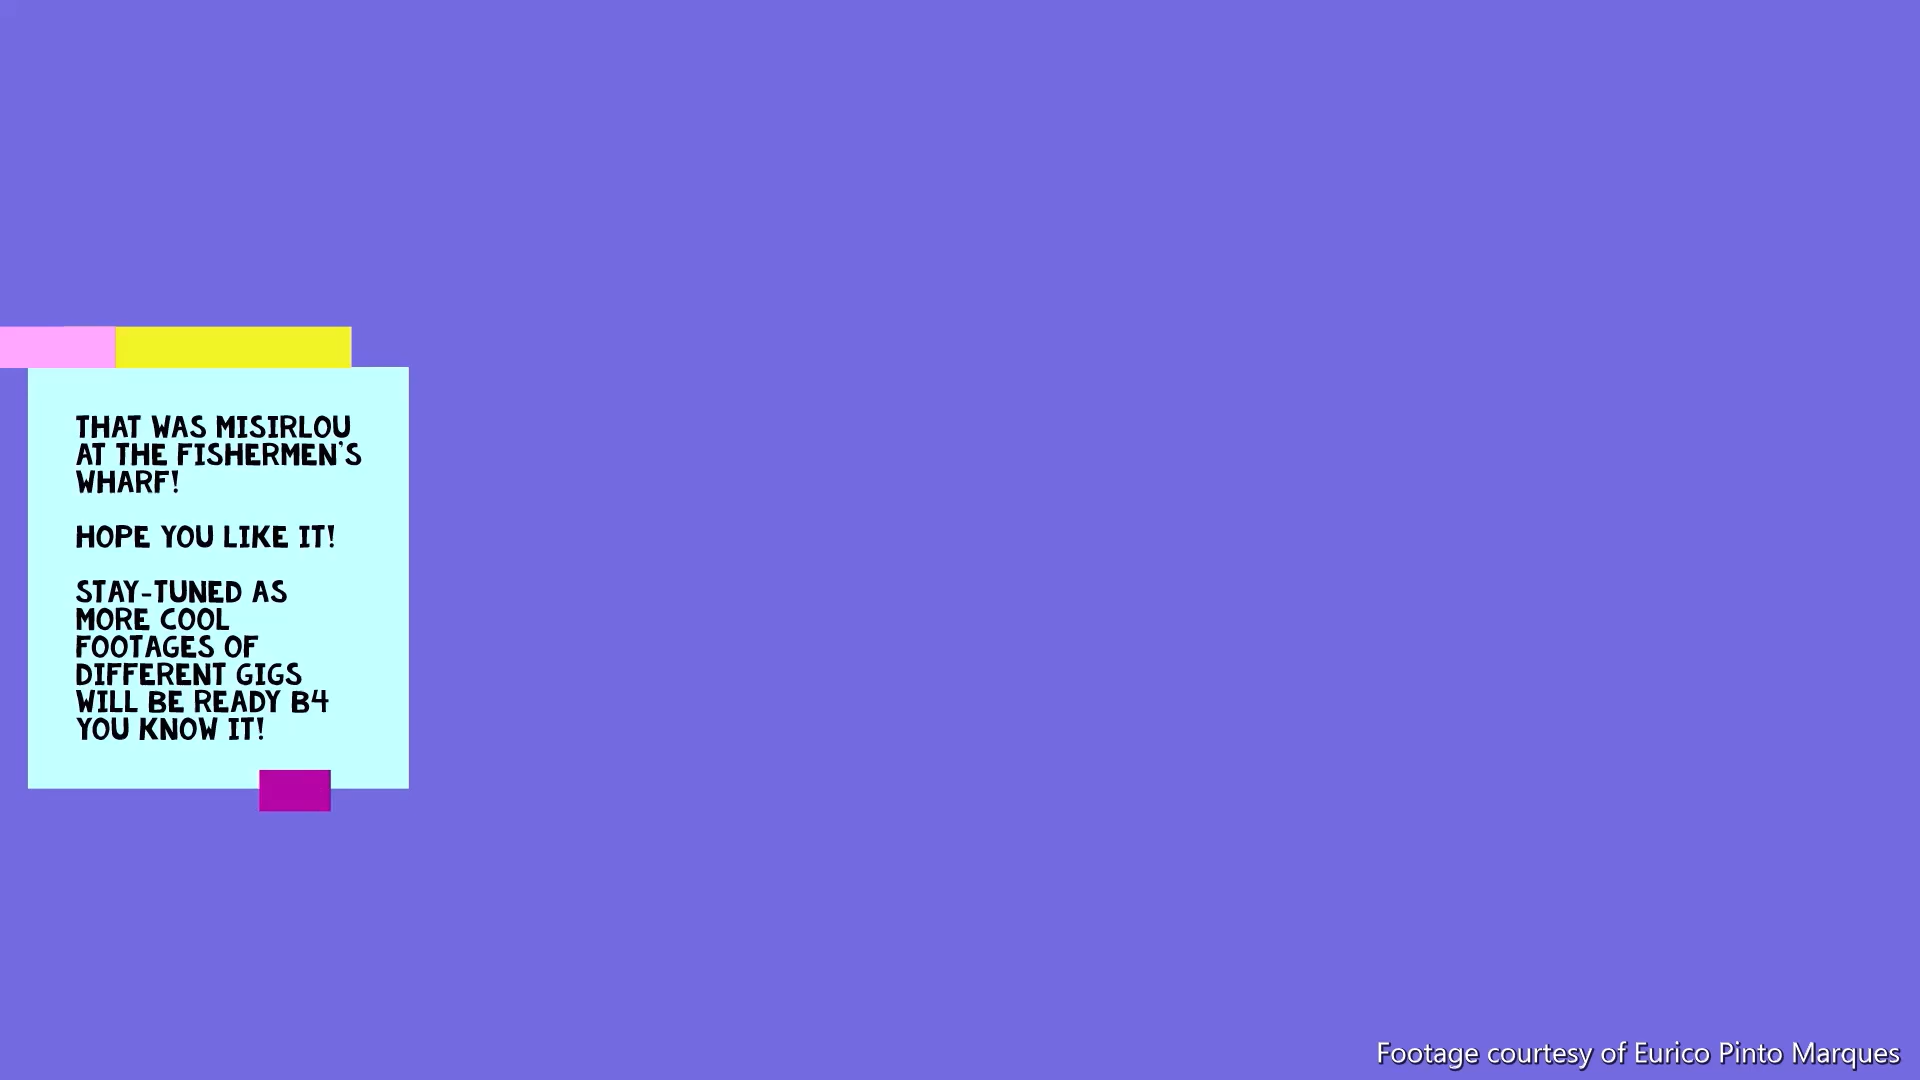 THAT WAS MISIRLOU
AT THE FISHERMEN'S
WHARF!
HOPE YOU LIKE IT!
STAY-TUNED AS
MORE COOL
FOOTAGES OF
DIFFERENT GIGS
WILL BE READY B4
YOU KNOW IT!
Footage courtesy of Eurico Pinto Marques